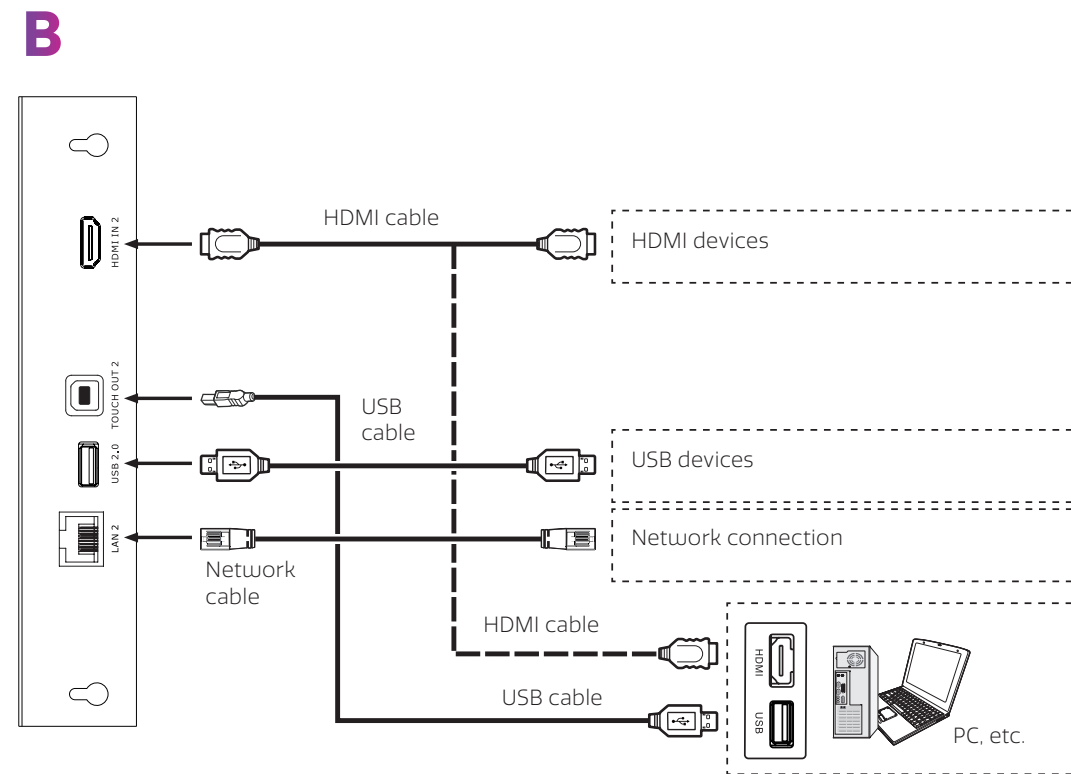 B
HDMI IN 2
HDMI cable
HDMI devices
TOUCH OUT 2
USB
cable
USB 2.0
USB devices
LAN 2
Network connection
Network
cable
HDMI cable
HDMI
USB cable
USB
PC, etc.